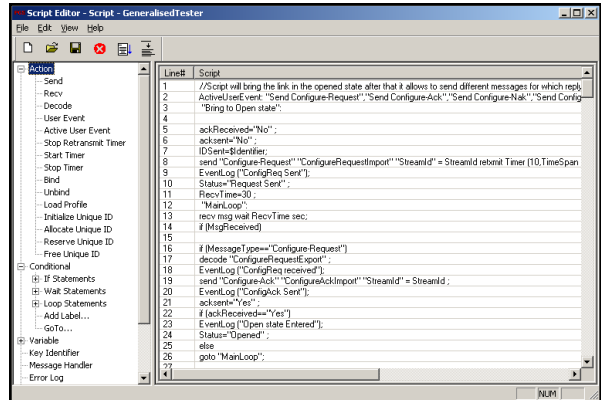 Script Editor - Script - GeneralisedTester
File Edit View Help
Action
Send
Recv
Decode
User Event
Active User Event
Stop Retransmit Timer
Start Timer
Stop Timer
Bind
Unbind
Load Profile
Initialize Unique ID
Allocate Unique ID
Reserve Unique ID
Free Unique ID
Conditional
If Statements
Wait Statements
Loop Statements
Add Label...
GoTo...
Variable
Key Identifier
Message Handler
Error Log
Line# Script
1 //Script will bring the link in the opened state after that it allows to send different messages for which reply
2 ActiveUserEvent: "Send Configure-Request","Send Configure-Ack","Send Configure-Nak","Send Config
3 "Bring to Open state":
4
5 ackReceived="No" ;
6 acksent="No" ;
7 IDSent=$Identifier;
8 send "Configure-Request" "ConfigureRequestImport" "StreamId" = StreamId retxmit Timer (10,TimeSpan
9 EventLog ("ConfigReq Sent");
10 Status="Request Sent" ;
11 RecvTime=30 ;
12 "MainLoop":
13 recv msg wait RecvTime sec;
14 if (MsgReceived)
15
16 if (MessageType=="Configure-Request")
17 decode "ConfigureRequestExport" ;
18 EventLog ("ConfigReq received");
19 send "Configure-Ack" "ConfigureAckImport" "StreamId" = StreamId ;
20 EventLog ("ConfigAck Sent");
21 acksent="Yes" ;
22 if (ackReceived=="Yes")
23 EventLog ("Open state Entered");
24 Status="Opened" ;
25 else
26 goto "MainLoop";
27
NUM